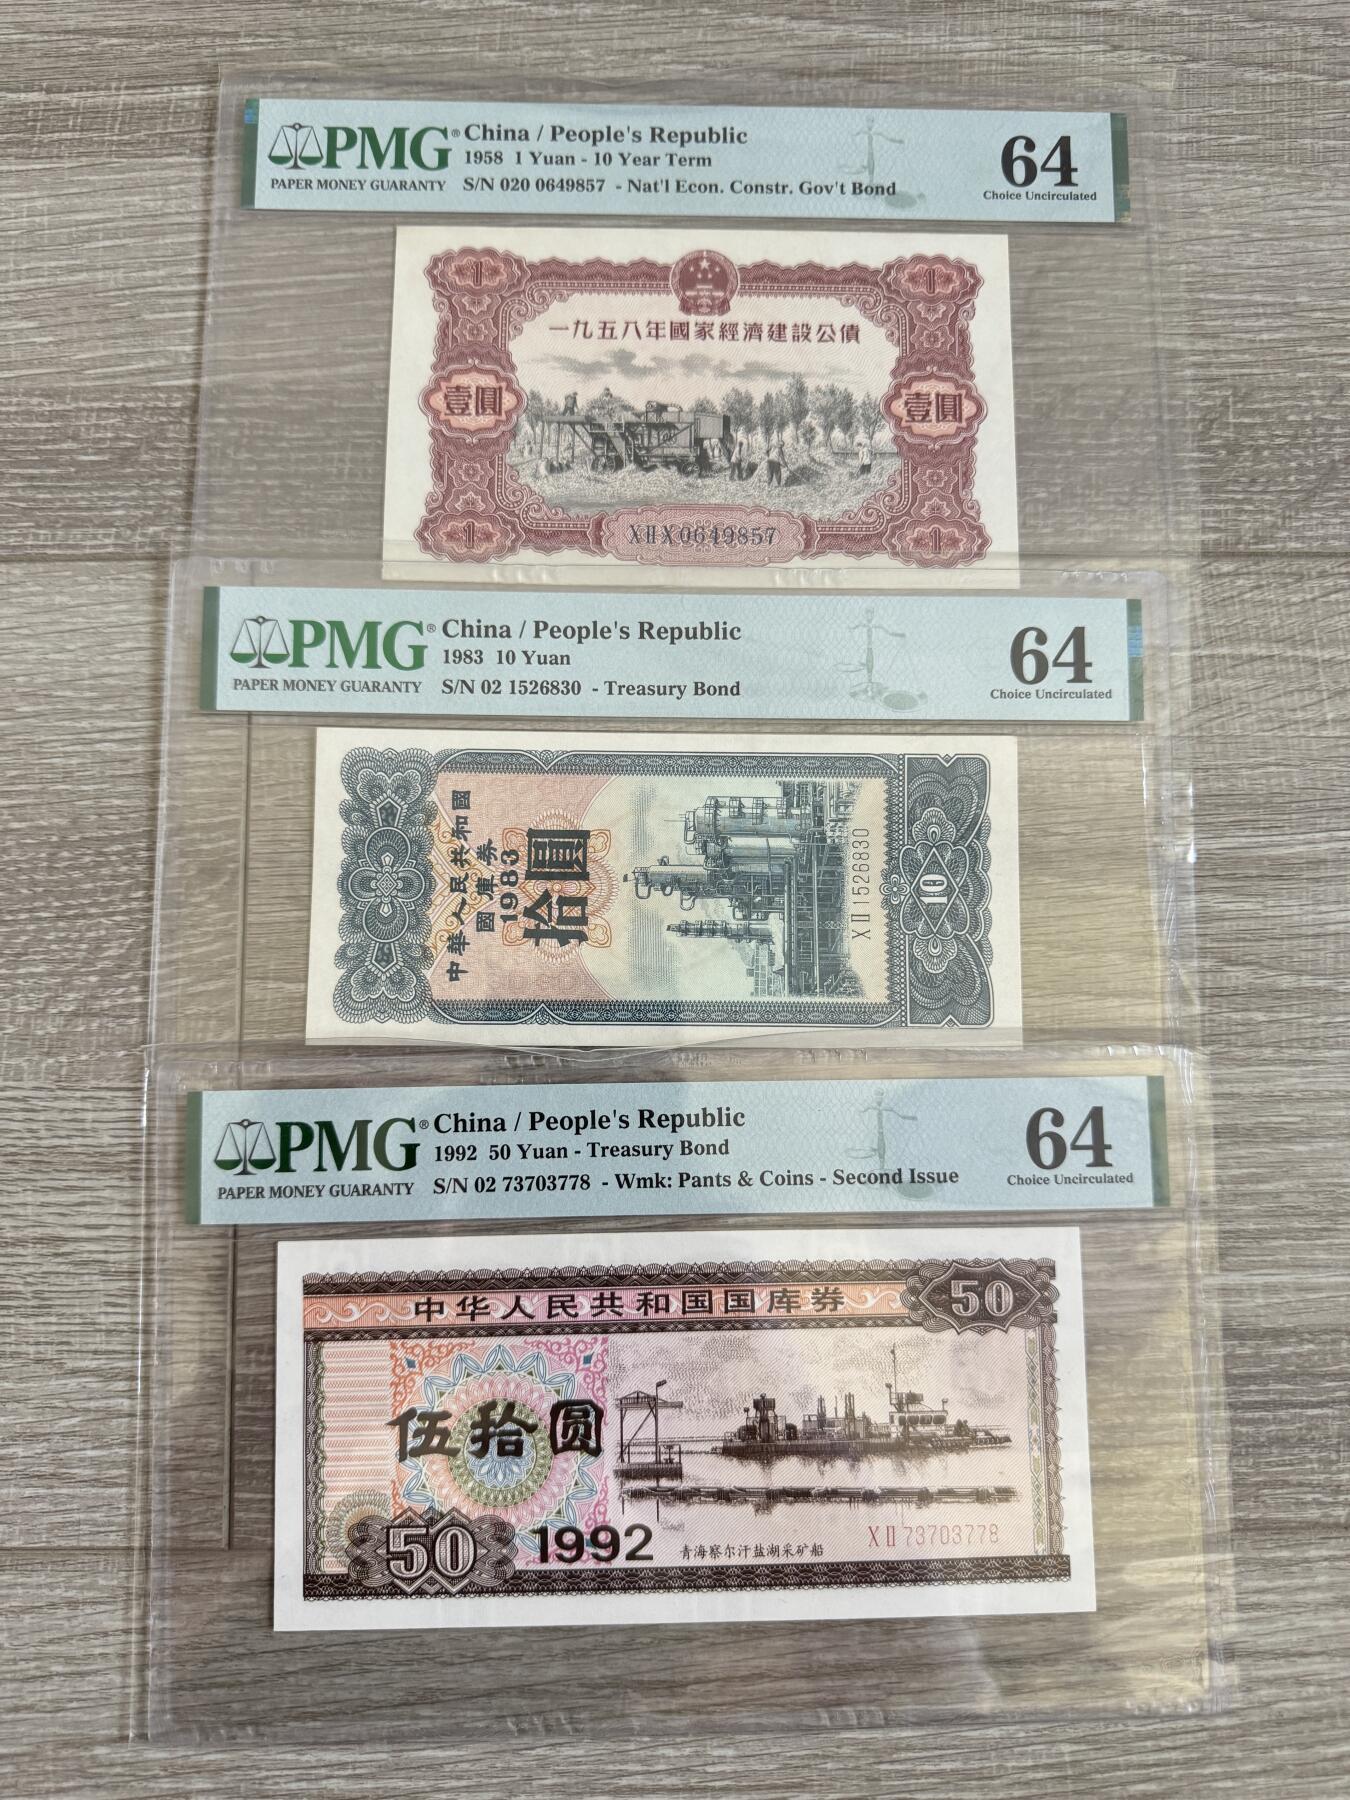 PMG®
PAPER MONEY GUARANTY
China / People's Republic
1958 1 Yuan - 10 Year Term
S/N 020 0649857 - Nat'l Econ. Constr. Gov't Bond
64
Choice Uncirculated
1 1
一九五八年國家經濟建設公債
壹圓 壹圓
XIIX0649857
1 1
PMG®
PAPER MONEY GUARANTY
China / People's Republic
1983 10 Yuan
S/N 02 1526830 - Treasury Bond
64
Choice Uncirculated
中華人民共和國
國庫券
1983
拾圓
XII1526830
10
PMG®
PAPER MONEY GUARANTY
China / People's Republic
1992 50 Yuan - Treasury Bond
S/N 02 73703778 - Wmk: Pants & Coins - Second Issue
64
Choice Uncirculated
中华人民共和国国库券
50
伍拾圆
50
1992
青海察尔汗盐湖采矿船
XII73703778